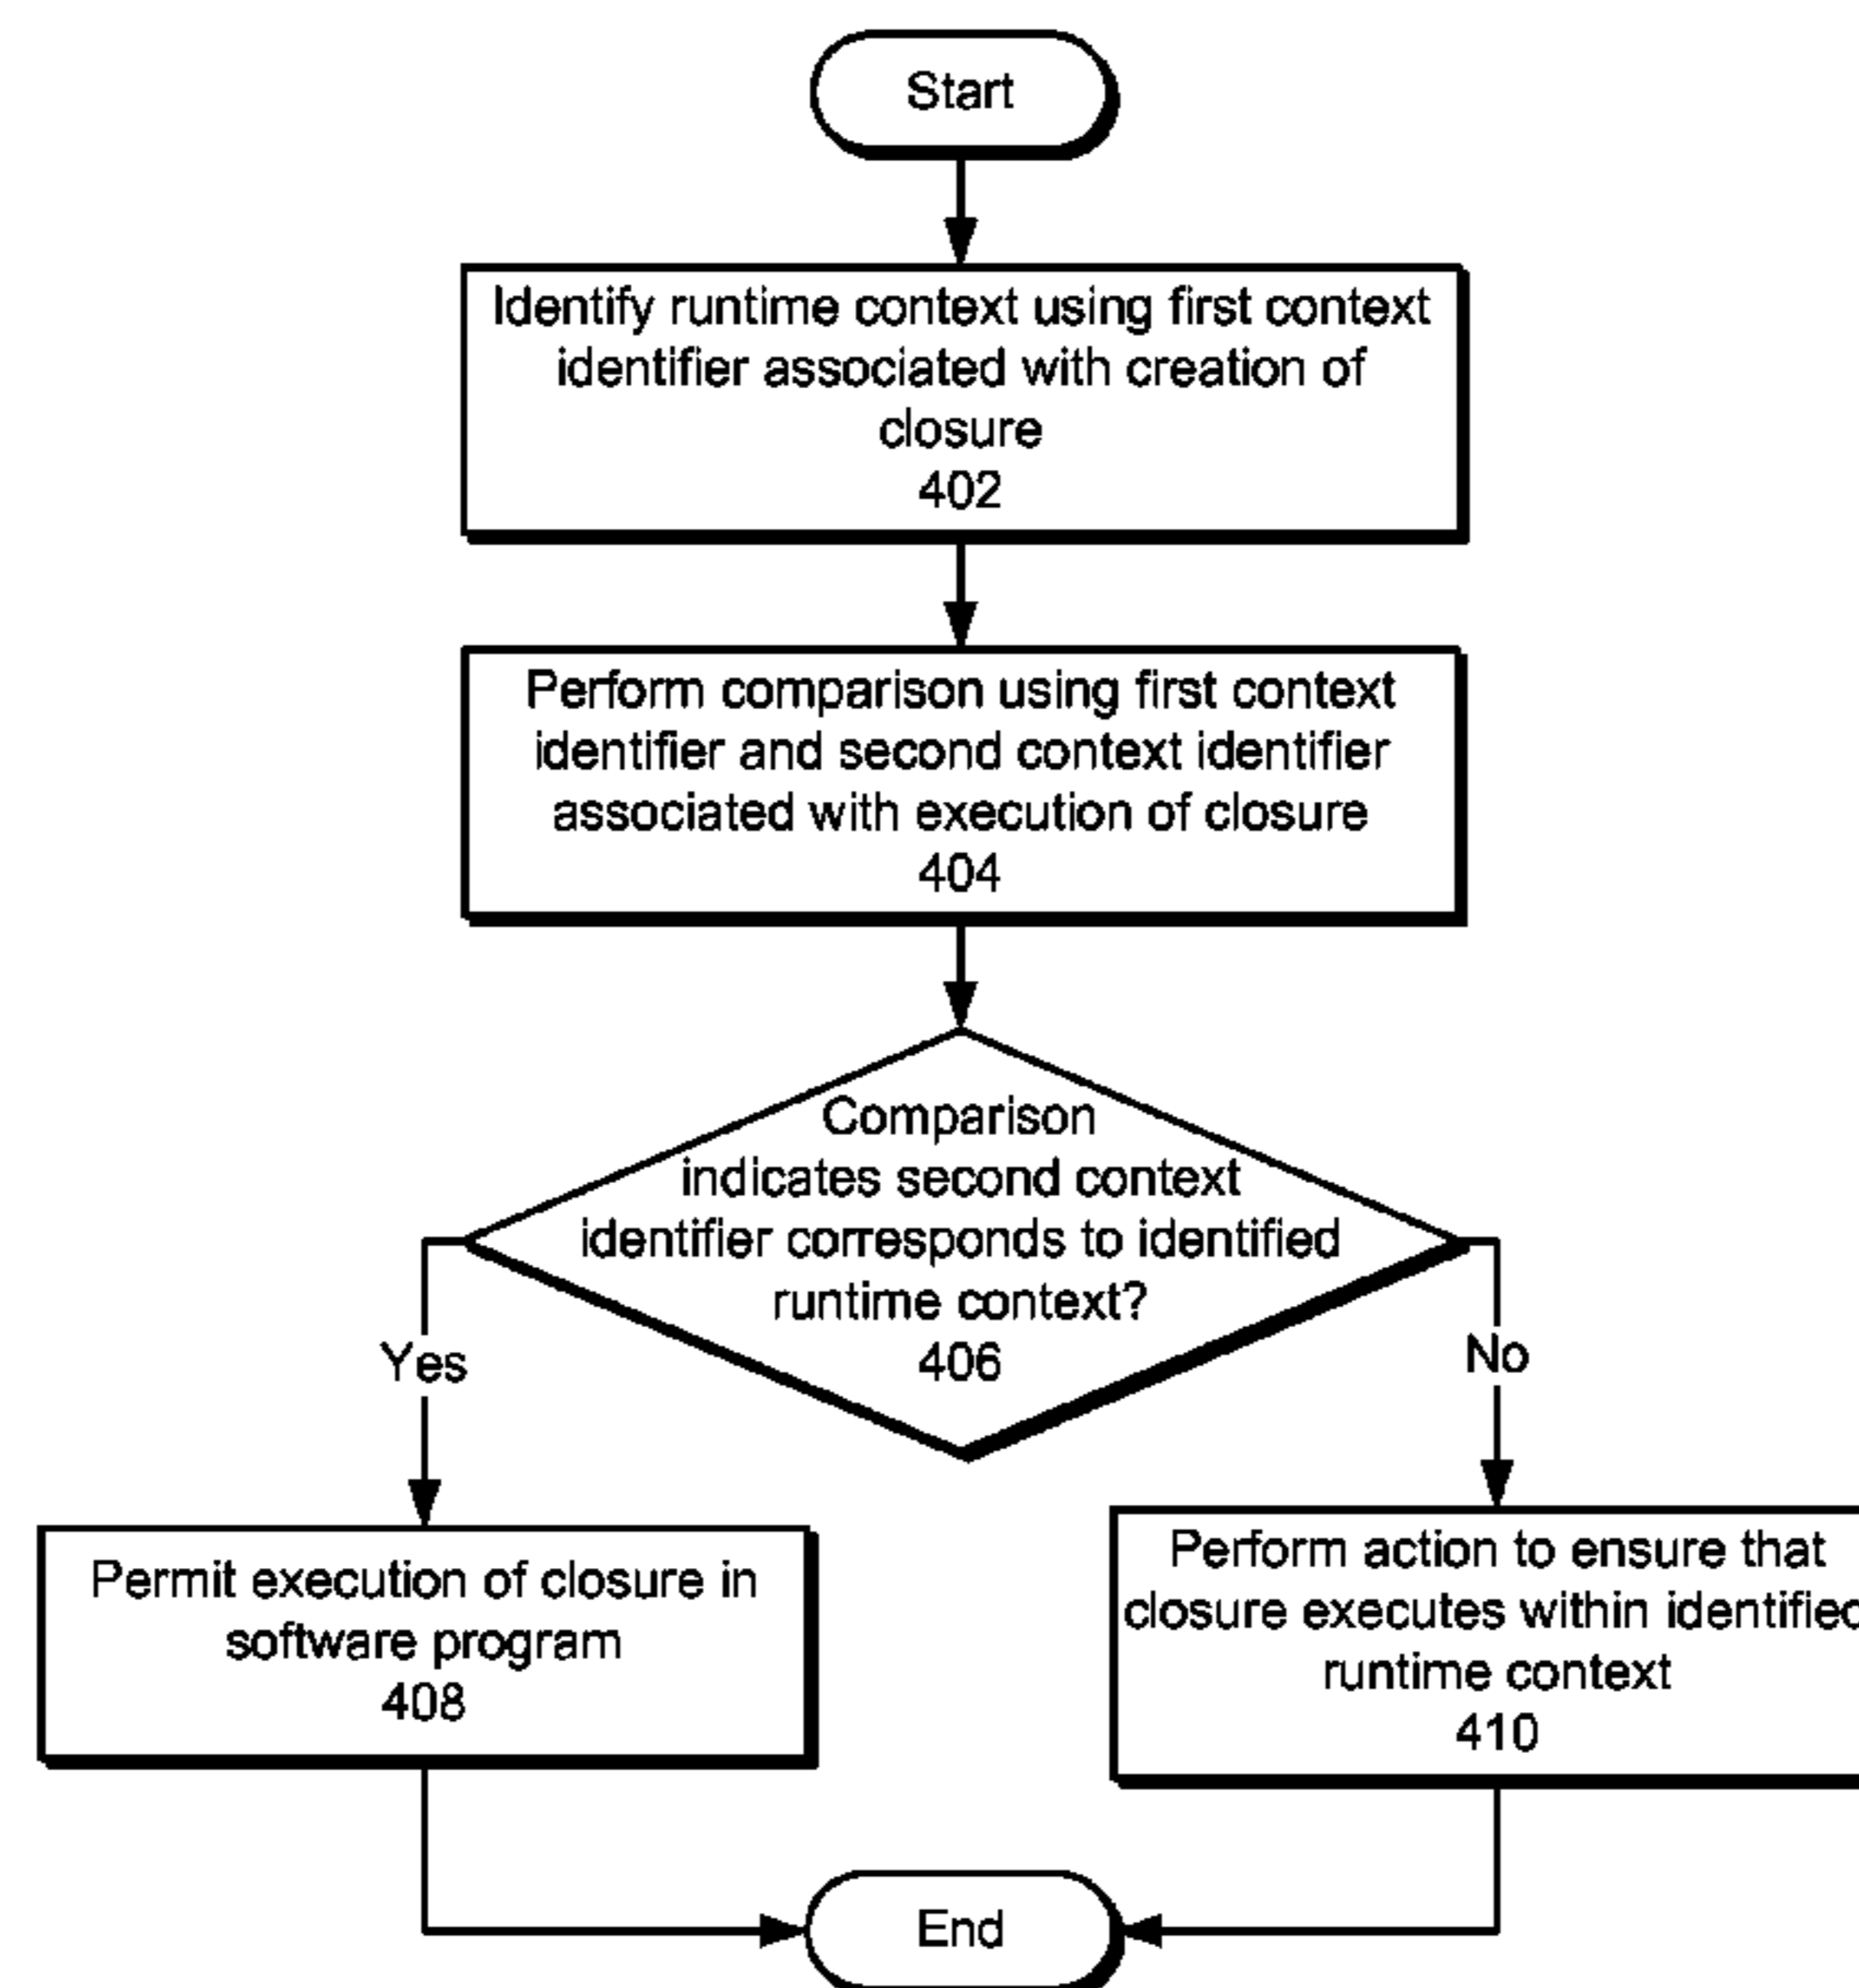 Start
Identify runtime context using first context
identifier associated with creation of
closure
402
Perform comparison using first context
identifier and second context identifier
associated with execution of closure
404
Comparison
indicates second context
identifier corresponds to identified
runtime context?
406
Yes
No
Permit execution of closure in
software program
408
Perform action to ensure that
closure executes within identified
runtime context
410
End